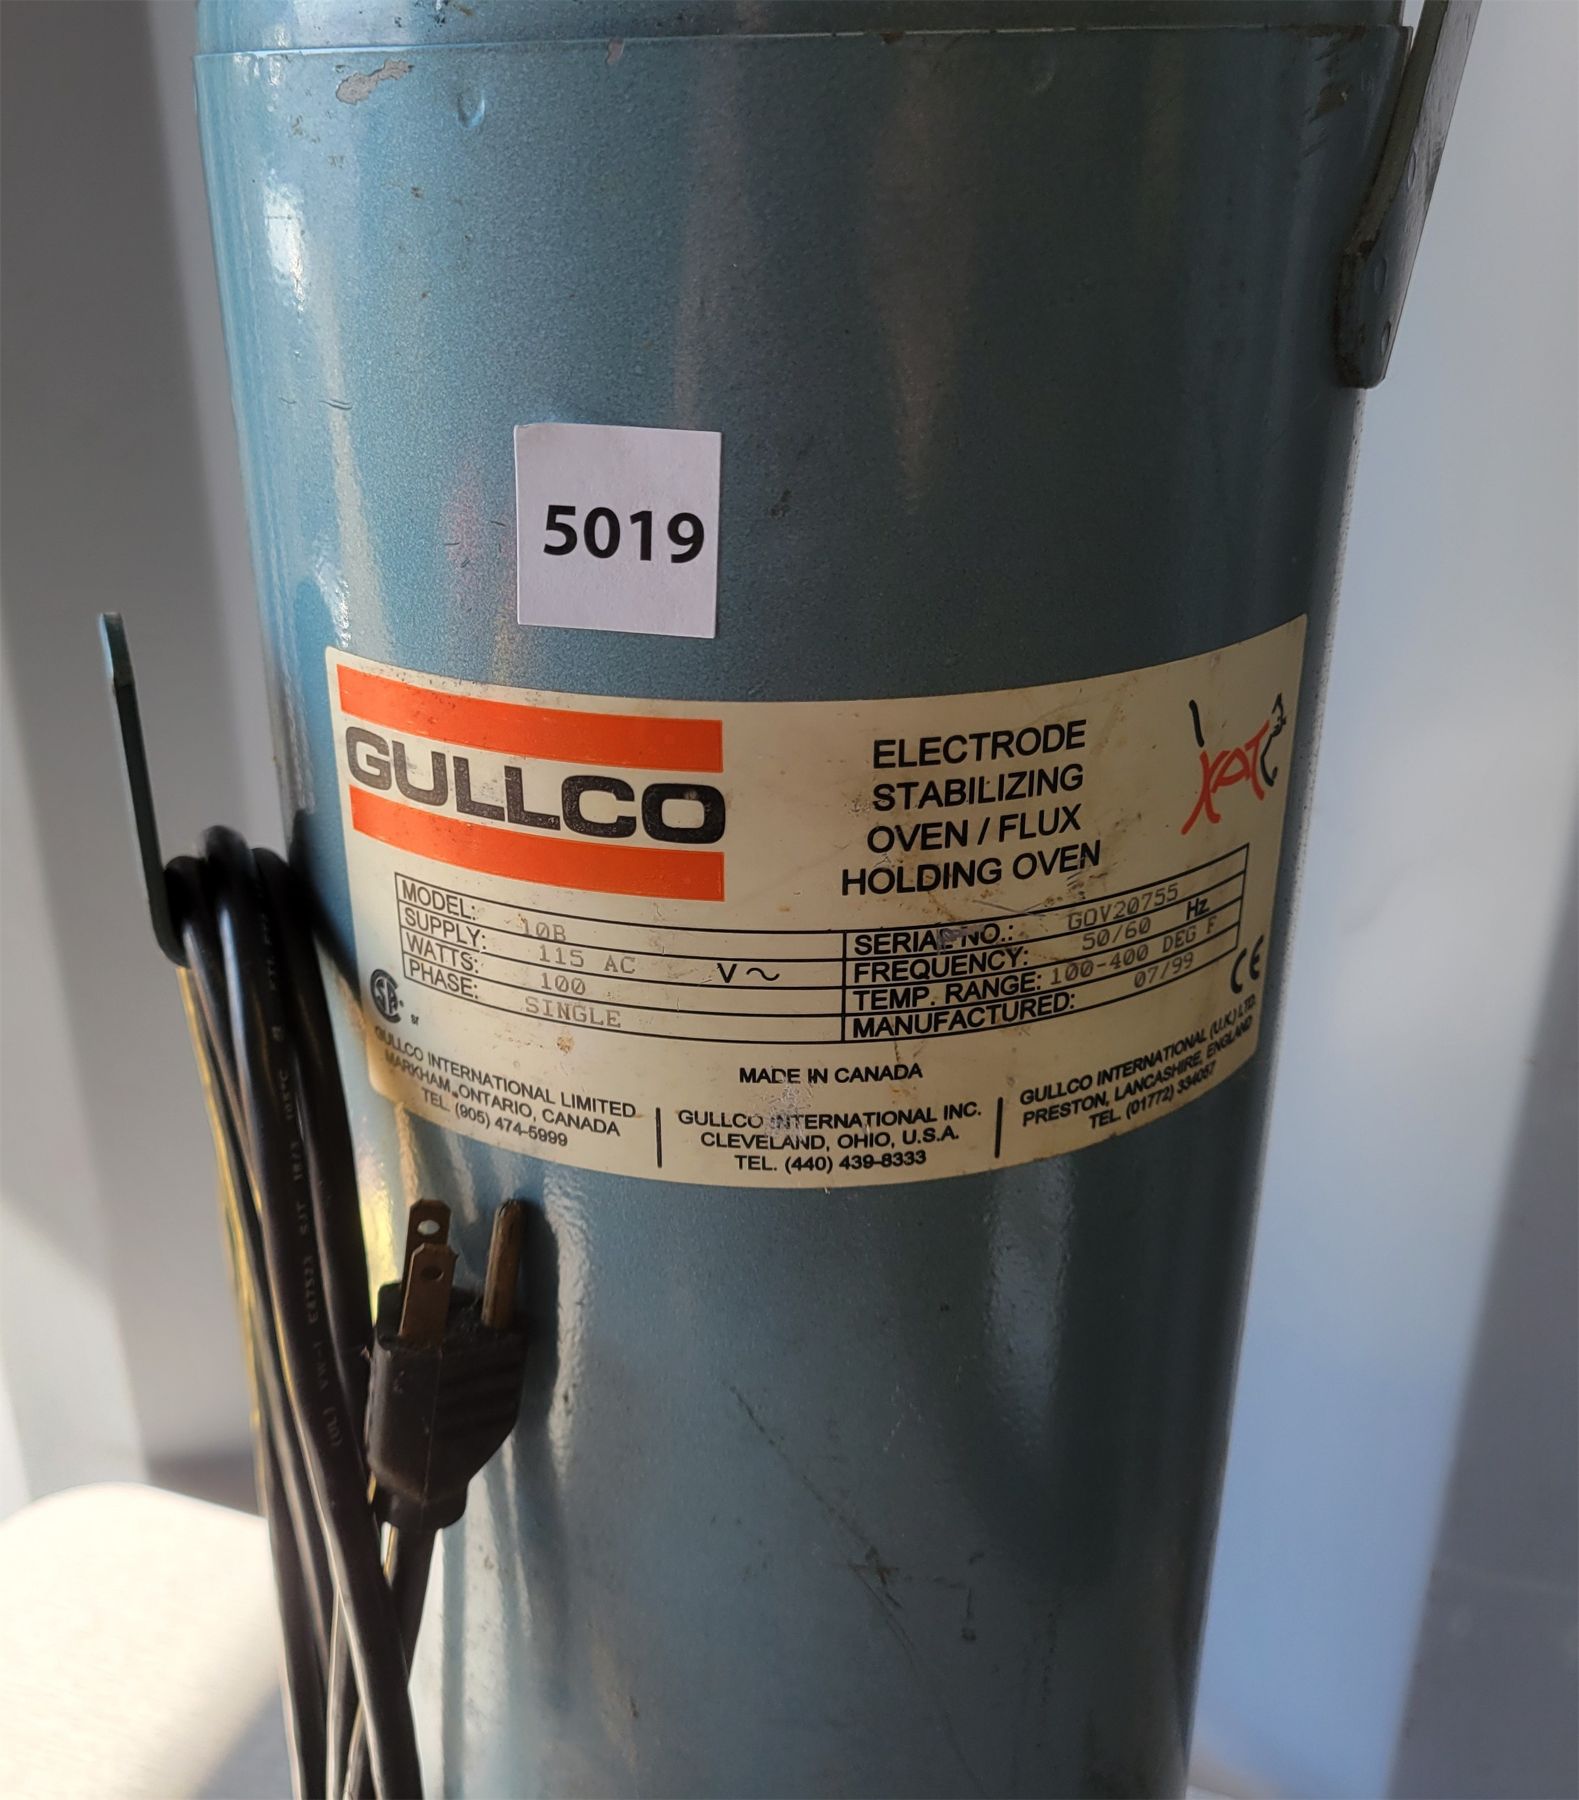 5019
GULLCO
ELECTRODE
STABILIZING
OVEN / FLUX
HOLDING OVEN
MODEL: 10B
SUPPLY: 115 AC V~
WATTS: 100
PHASE: SINGLE
SERIAL NO.: GOV20755
FREQUENCY: 50/60 Hz
TEMP. RANGE: 100-400 DEG F
MANUFACTURED: 07/99
CE
MADE IN CANADA
GULLCO INTERNATIONAL LIMITED
MARKHAM, ONTARIO, CANADA
TEL. (905) 474-5999
GULLCO INTERNATIONAL INC.
CLEVELAND, OHIO, U.S.A.
TEL. (440) 439-8333
GULLCO INTERNATIONAL (U.K.) LTD.
PRESTON, LANCASHIRE, ENGLAND
TEL. (01772) 334057